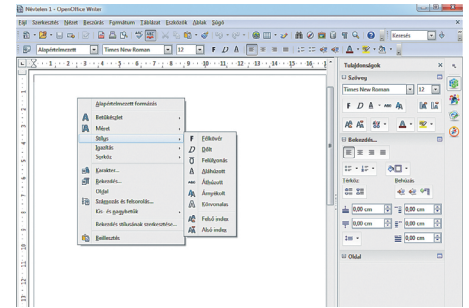 Névtelen 1 - OpenOffice Writer
Fájl Szerkesztés Nézet Beszúrás Formátum Táblázat Eszközök Ablak Súgó
Keresés
Alapértelmezett Times New Roman 12 F D A
Tulajdonságok
Szöveg
Times New Roman 12
Bekezdés...
Térköz: Behúzás:
0,00 cm 0,00 cm
0,00 cm 0,00 cm
0,00 cm
Oldal
Alapértelmezett formázás
Betűkészlet
Méret
Stílus
Igazítás
Sorköz
Karakter...
Bekezdés...
Oldal
Számozás és felsorolás...
Kis- és nagybetűk
Bekezdés stílusának szerkesztése...
Beillesztés
F Félkövér
D Dőlt
Felülvonás
A Aláhúzott
Áthúzott
Árnyékolt
Körvonalas
Felső index
Alsó index